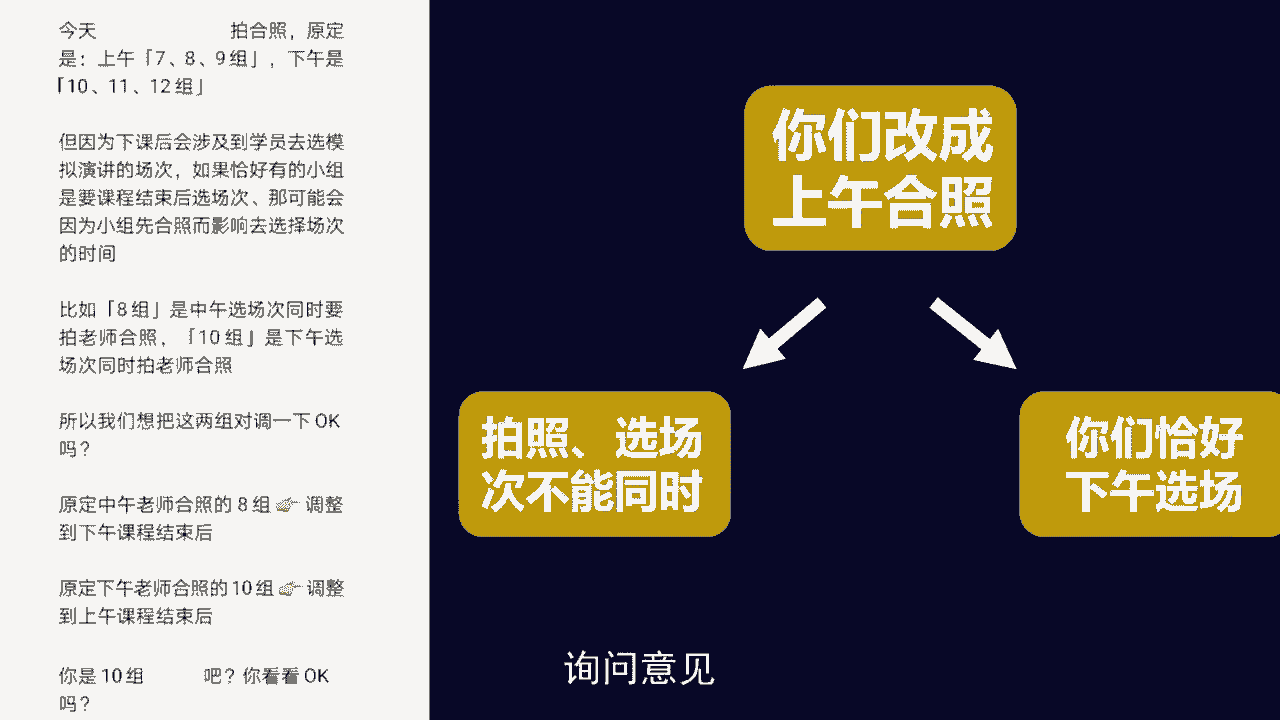 今天 拍合照，原定
是：上午「7、8、9组」，下午是
「10、11、12组」
但因为下课后会涉及到学员去选模
拟演讲的场次，如果恰好有的小组
是要课程结束后选场次、那可能会
因为小组先合照而影响去选择场次
的时间
比如「8组」是中午选场次同时要
拍老师合照，「10组」是下午选
场次同时拍老师合照
所以我们想把这两组对调一下OK
吗？
原定中午老师合照的8组👉调整
到下午课程结束后
原定下午老师合照的10组👉调整
到上午课程结束后
你是10组 吧？你看看OK
吗？
你们改成
上午合照
拍照、选场
次不能同时
你们恰好
下午选场
询问意见